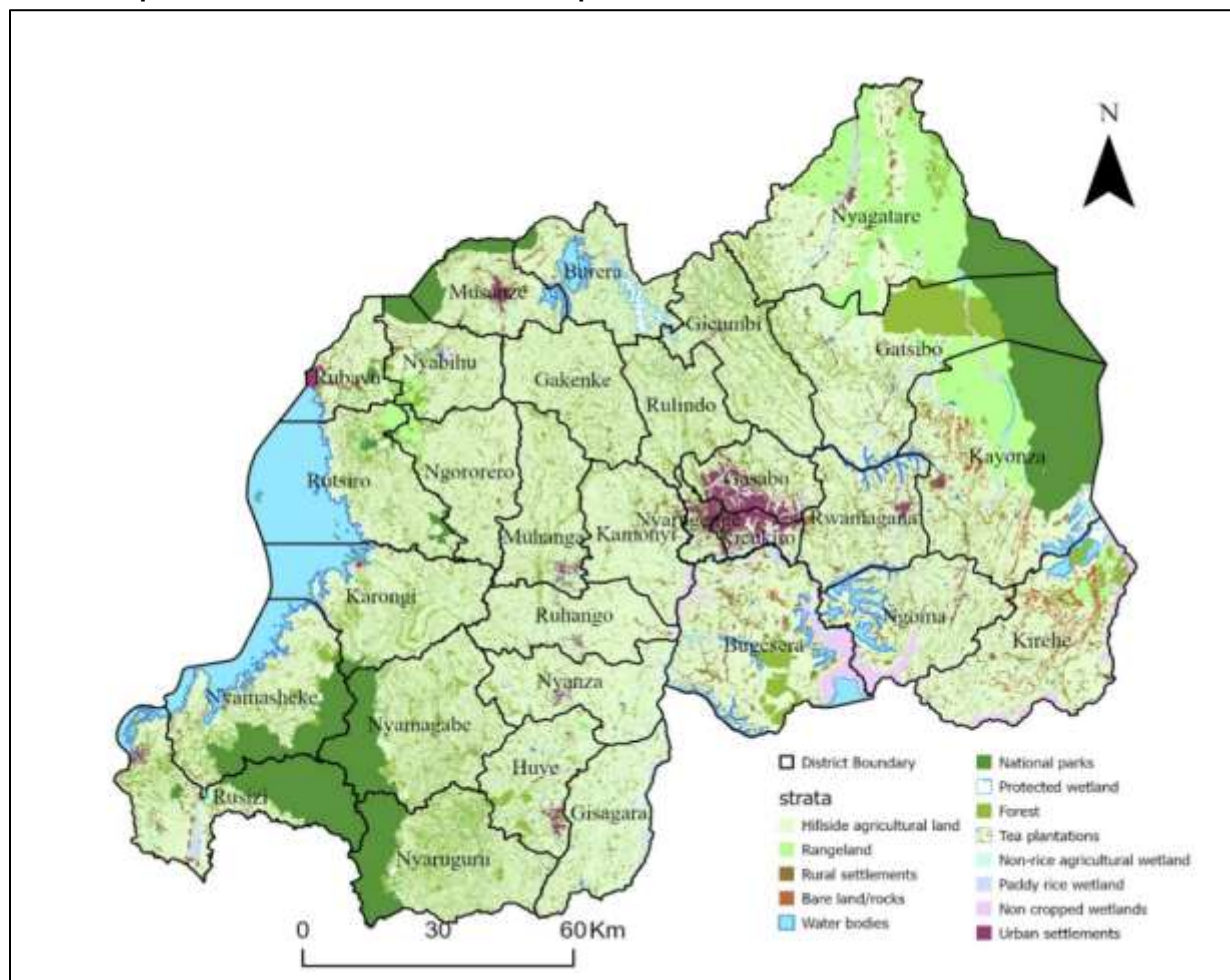 N
Nyagatare
Burera
Musanze
Gicumbi
Gatsibo
Nyabihu
Rubavu
Gakenke
Rulindo
Kayonza
Gasabo
Rutsiro
Ngororero
Rwamagana
Muhanga
Kamonyi
Kicukiro
Karongi
Ruhango
Ngoma
Kirehe
Bugesera
Nyanza
Nyamasheke
Nyamagabe
Huye
Rusizi
Gisagara
Nyaruguru
District Boundary
strata
Hillside agricultural land
Rangeland
Rural settlements
Bare land/rocks
Water bodies
National parks
Protected wetland
Forest
Tea plantations
Non-rice agricultural wetland
Paddy rice wetland
Non cropped wetlands
Urban settlements
0 30 60 Km